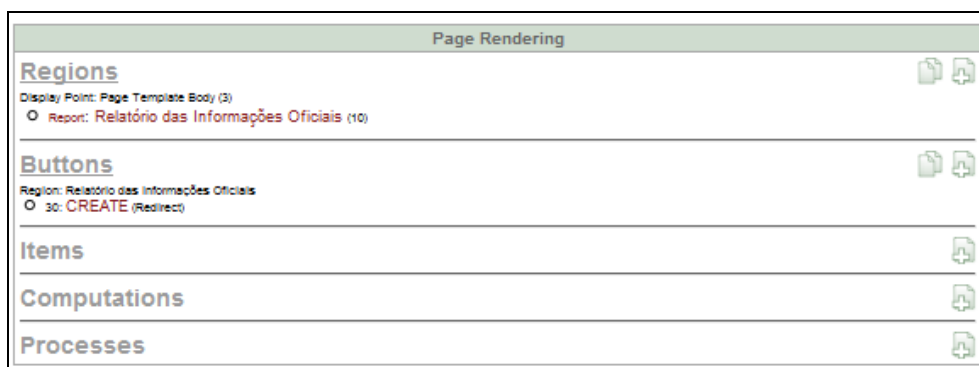 Page Rendering
Regions
Display Point: Page Template Body (3)
Report: Relatório das Informações Oficiais (10)
Buttons
Region: Relatório das Informações Oficiais
30: CREATE (Redirect)
Items
Computations
Processes